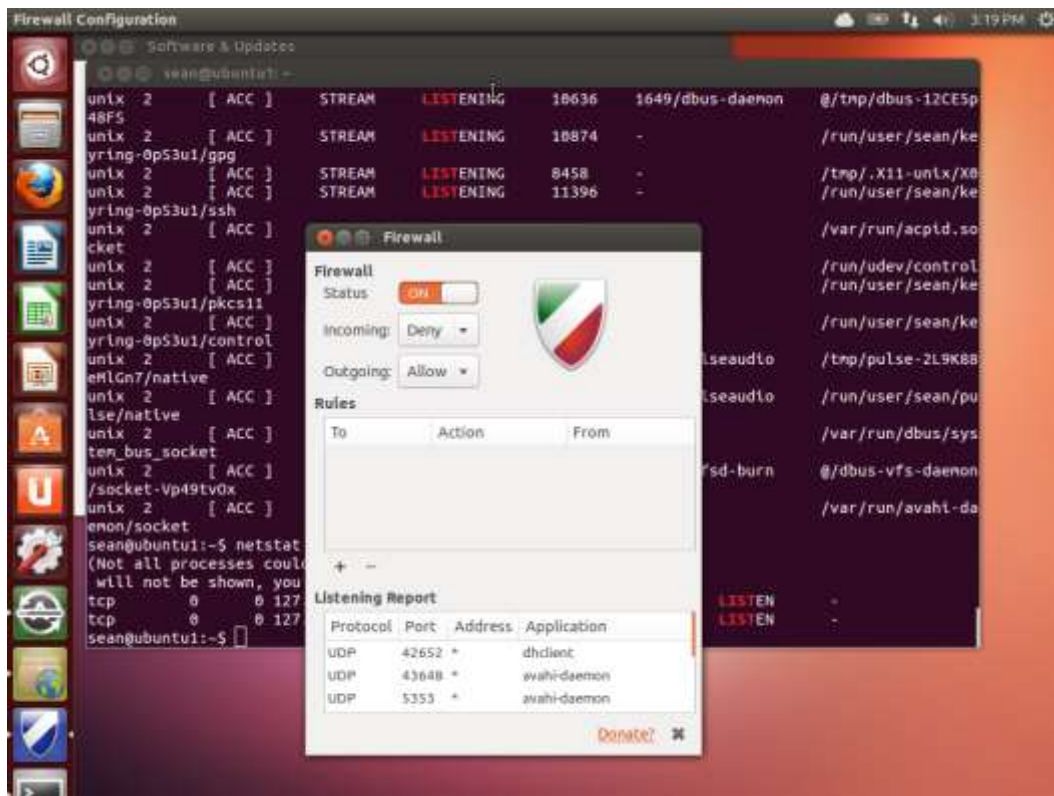 Firewall Configuration
3:19 PM
Software & Updates
sean@ubuntu1: ~
unix 2 [ ACC ] STREAM LISTENING 10636 1649/dbus-daemon @/tmp/dbus-12CE5p
48FS
unix 2 [ ACC ] STREAM LISTENING 10874 - /run/user/sean/ke
yring-0pS3u1/gpg
unix 2 [ ACC ] STREAM LISTENING 8458 - /tmp/.X11-unix/X0
unix 2 [ ACC ] STREAM LISTENING 11396 - /run/user/sean/ke
yring-0pS3u1/ssh
unix 2 [ ACC ] /var/run/acpid.so
cket
unix 2 [ ACC ] /run/udev/control
unix 2 [ ACC ] /run/user/sean/ke
yring-0pS3u1/pkcs11
unix 2 [ ACC ] /run/user/sean/ke
yring-0pS3u1/control
unix 2 [ ACC ] lseaudio /tmp/pulse-2L9K88
eMlGn7/native
unix 2 [ ACC ] lseaudio /run/user/sean/pu
lse/native
unix 2 [ ACC ] /var/run/dbus/sys
tem_bus_socket
unix 2 [ ACC ] fsd-burn @/dbus-vfs-daemon
/socket-Vp49tvOx
unix 2 [ ACC ] /var/run/avahi-da
emon/socket
sean@ubuntu1:~$ netstat
(Not all processes coul
will not be shown, you
tcp 0 0 127 LISTEN -
tcp 0 0 127 LISTEN -
sean@ubuntu1:~$
Firewall
Firewall
Status ON
Incoming: Deny
Outgoing: Allow
Rules
To Action From
+ -
Listening Report
Protocol Port Address Application
UDP 42652 * dhclient
UDP 43648 * avahi-daemon
UDP 5353 * avahi-daemon
Donate?